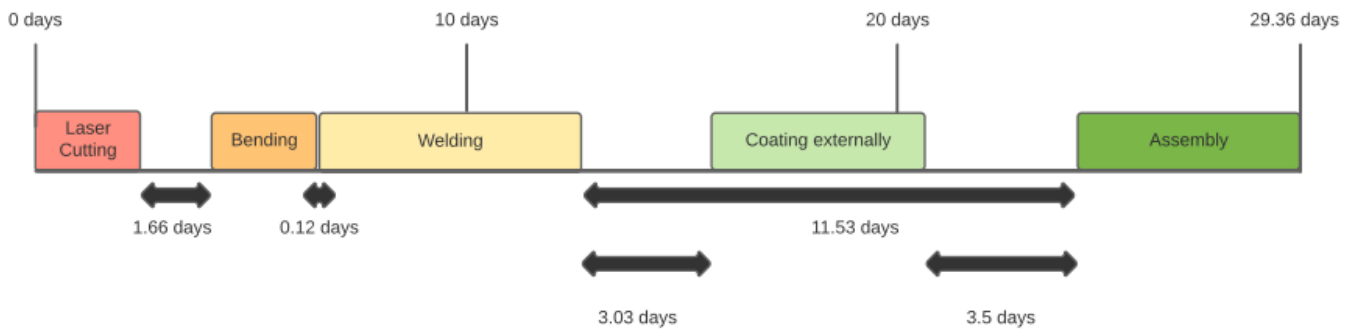 0 days
10 days
20 days
29.36 days
Laser
Cutting
Bending
Welding
Coating externally
Assembly
1.66 days
0.12 days
11.53 days
3.03 days
3.5 days